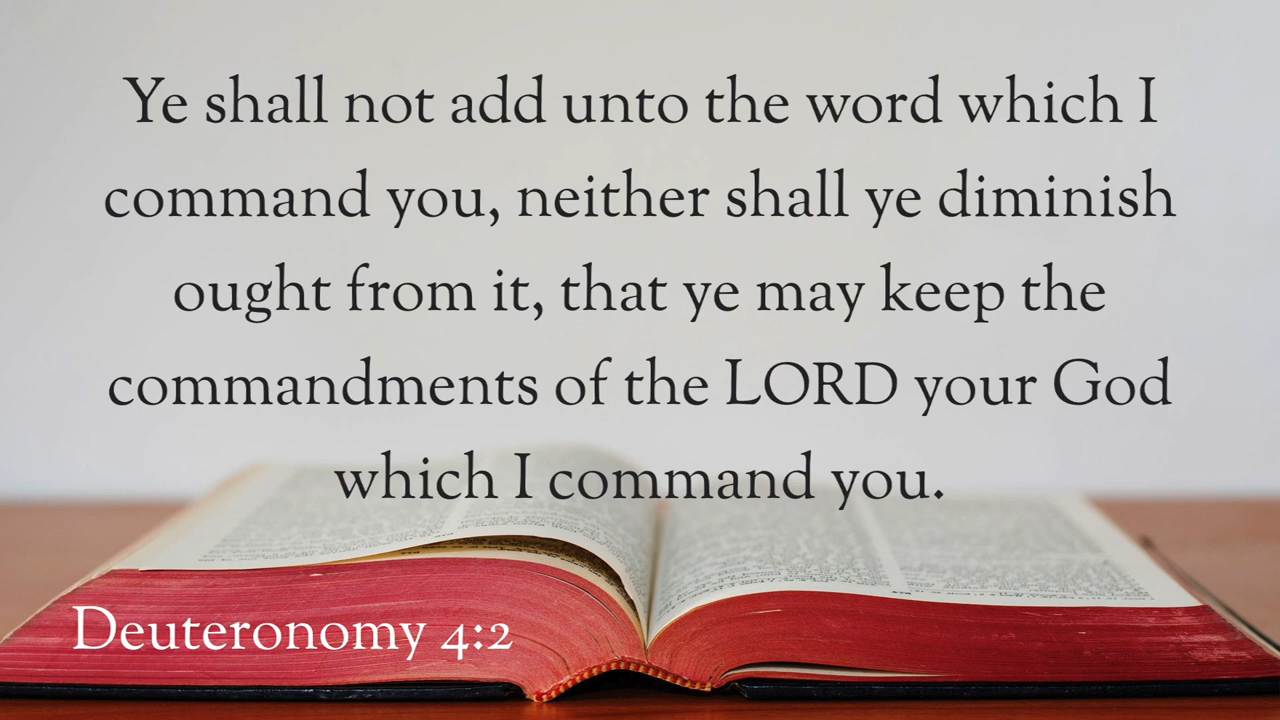 Ye shall not add unto the word which I
command you, neither shall ye diminish
ought from it, that ye may keep the
commandments of the LORD your God
which I command you.
Deuteronomy 4:2